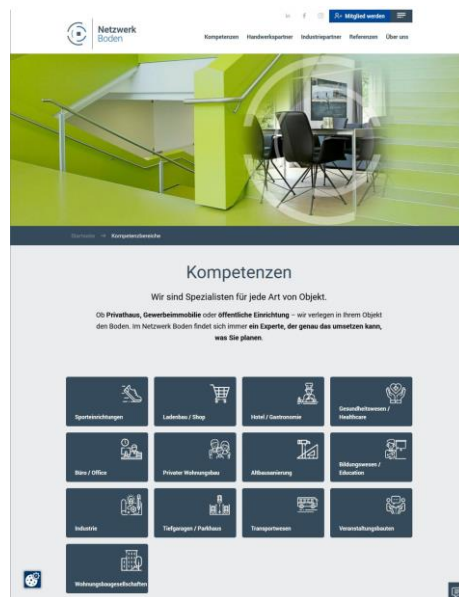 Netzwerk
Boden
Mitglied werden
Kompetenzen Handwerkspartner Industriepartner Referenzen Über uns
Startseite → Kompetenzbereiche
Kompetenzen
Wir sind Spezialisten für jede Art von Objekt.
Ob Privathaus, Gewerbeimmobilie oder öffentliche Einrichtung – wir verlegen in Ihrem Objekt
den Boden. Im Netzwerk Boden findet sich immer ein Experte, der genau das umsetzen kann,
was Sie planen.
Sporteinrichtungen
Ladenbau / Shop
Hotel / Gastronomie
Gesundheitswesen /
Healthcare
Büro / Office
Privater Wohnungsbau
Altbausanierung
Bildungswesen /
Education
Industrie
Tiefgaragen / Parkhaus
Transportwesen
Veranstaltungsbauten
Wohnungsbaugesellschaften